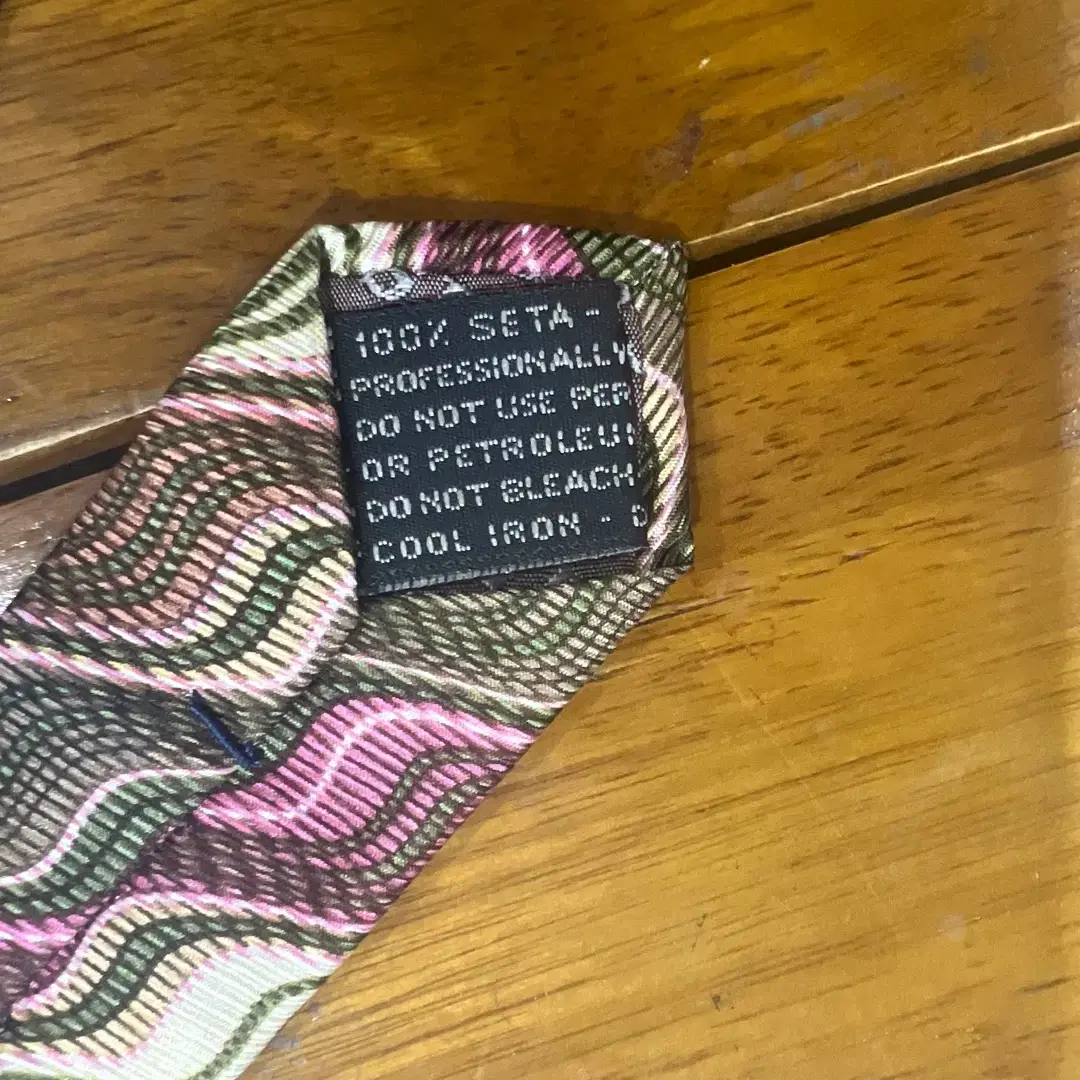 100% SETA -
PROFESSIONALLY
DO NOT USE PER
OR PETROLEU
DO NOT BLEACH
COOL IRON -